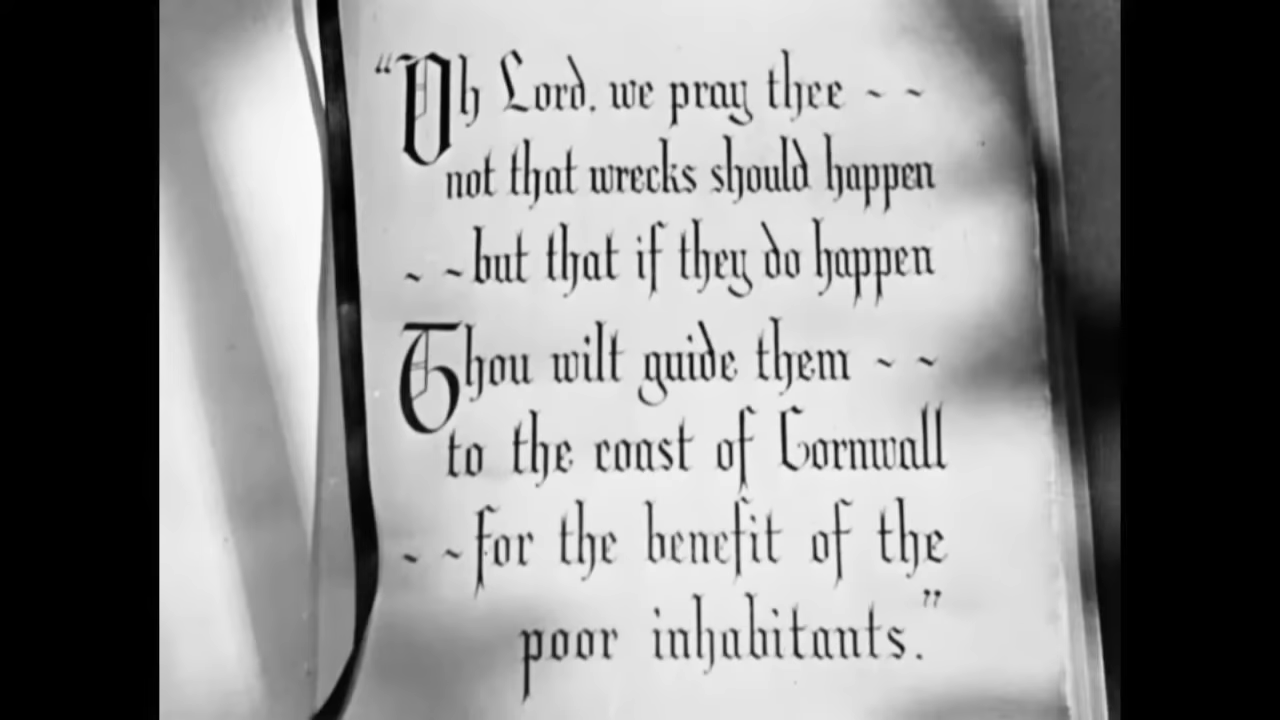 “Oh Lord, we pray thee ~ ~
not that wrecks should happen
~ ~ but that if they do happen
Thou wilt guide them ~ ~
to the coast of Cornwall
~ ~ for the benefit of the
poor inhabitants.”